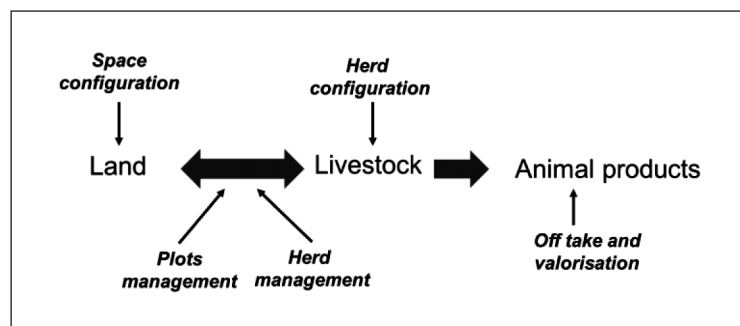 Space
configuration
Herd
configuration
Land
Livestock
Animal products
Plots
management
Herd
management
Off take and
valorisation